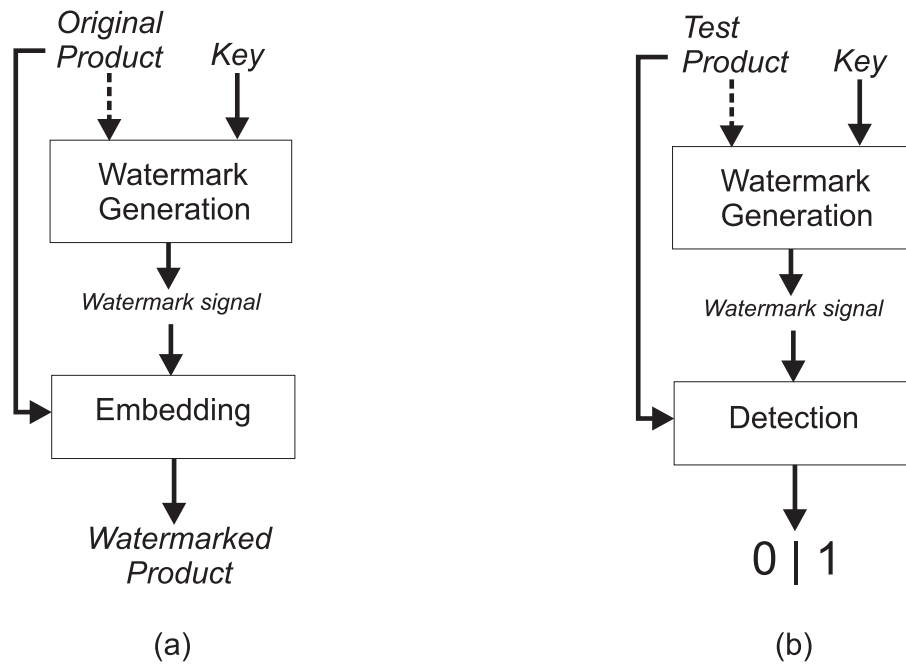 Original
Product
Key
Watermark
Generation
Watermark signal
Embedding
Watermarked
Product
(a)
Test
Product
Key
Watermark
Generation
Watermark signal
Detection
0 | 1
(b)